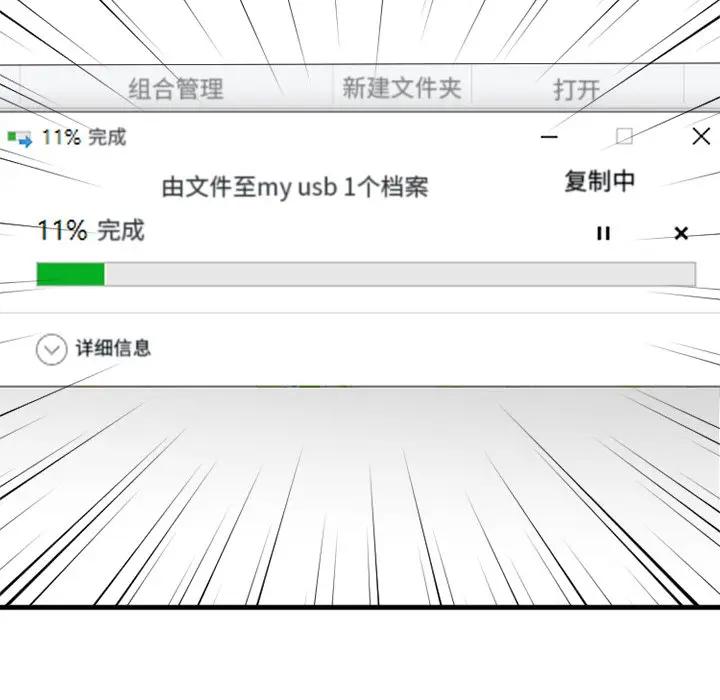 组合管理 新建文件夹 打开
11% 完成
由文件至my usb 1个档案 复制中
11% 完成
详细信息